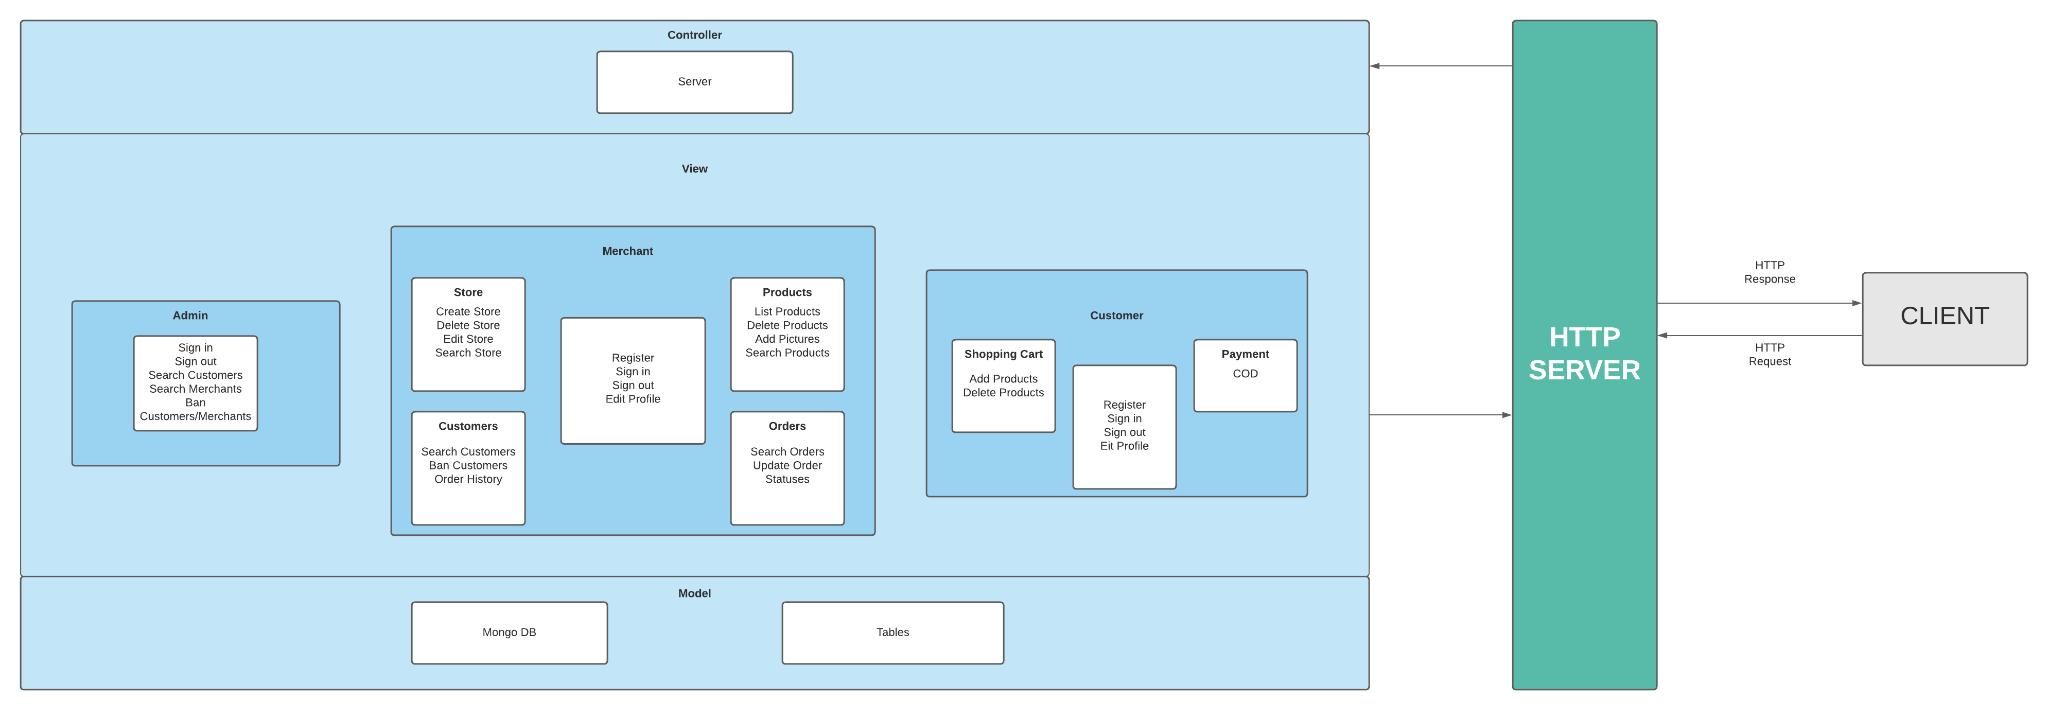 Controller
Server
View
Admin
Sign in
Sign out
Search Customers
Search Merchants
Ban
Customers/Merchants
Merchant
Store
Create Store
Delete Store
Edit Store
Search Store
Customers
Search Customers
Ban Customers
Order History
Register
Sign in
Sign out
Edit Profile
Products
List Products
Delete Products
Add Pictures
Search Products
Orders
Search Orders
Update Order
Statuses
Customer
Shopping Cart
Add Products
Delete Products
Register
Sign in
Sign out
Eit Profile
Payment
COD
Model
Mongo DB
Tables
HTTP
SERVER
HTTP
Response
HTTP
Request
CLIENT